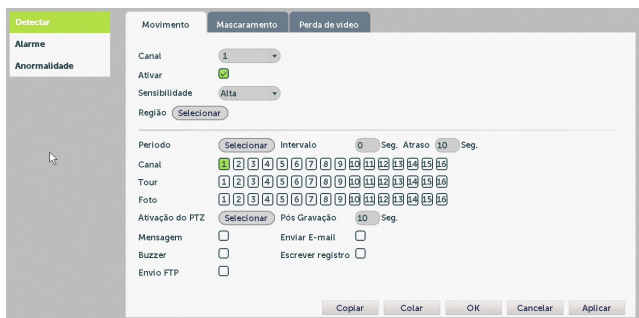 Detectar
Alarme
Anormalidade
Movimento Mascaramento Perda de vídeo
Canal 1
Ativar
Sensibilidade Alta
Região Selecionar
Período Selecionar Intervalo 0 Seg. Atraso 10 Seg.
Canal 1 2 3 4 5 6 7 8 9 10 11 12 13 14 15 16
Tour 1 2 3 4 5 6 7 8 9 10 11 12 13 14 15 16
Foto 1 2 3 4 5 6 7 8 9 10 11 12 13 14 15 16
Ativação do PTZ Selecionar Pós Gravação 10 Seg.
Mensagem Enviar E-mail
Buzzer Escrever registro
Envio FTP
Copiar Colar OK Cancelar Aplicar